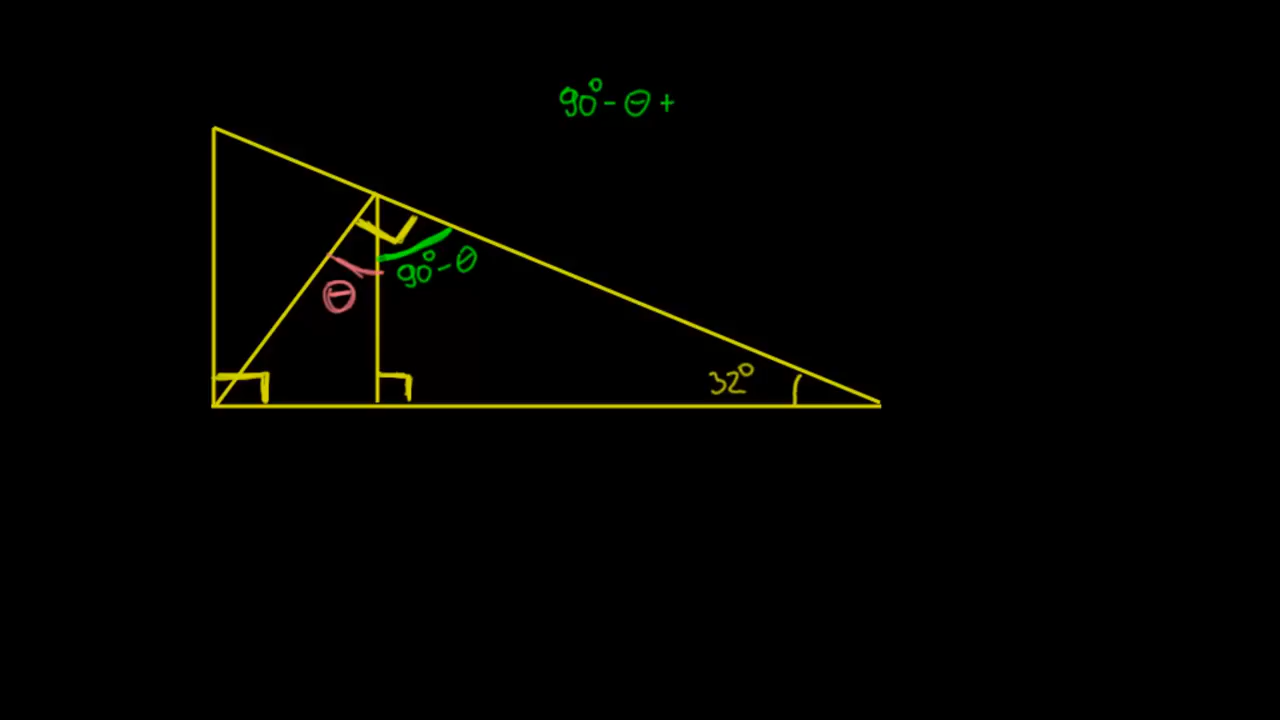 90° - θ +
90° - θ
θ
32°